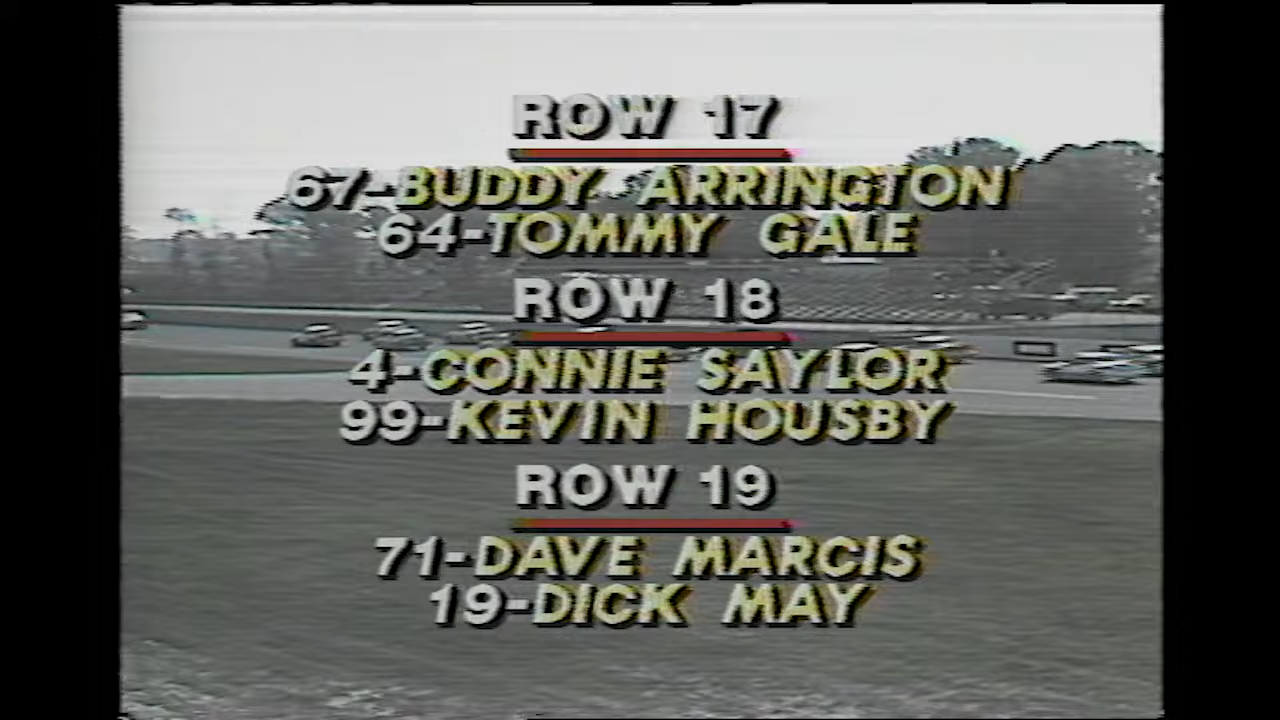 ROW 17
67-BUDDY ARRINGTON
64-TOMMY GALE
ROW 18
4-CONNIE SAYLOR
99-KEVIN HOUSBY
ROW 19
71-DAVE MARCIS
19-DICK MAY